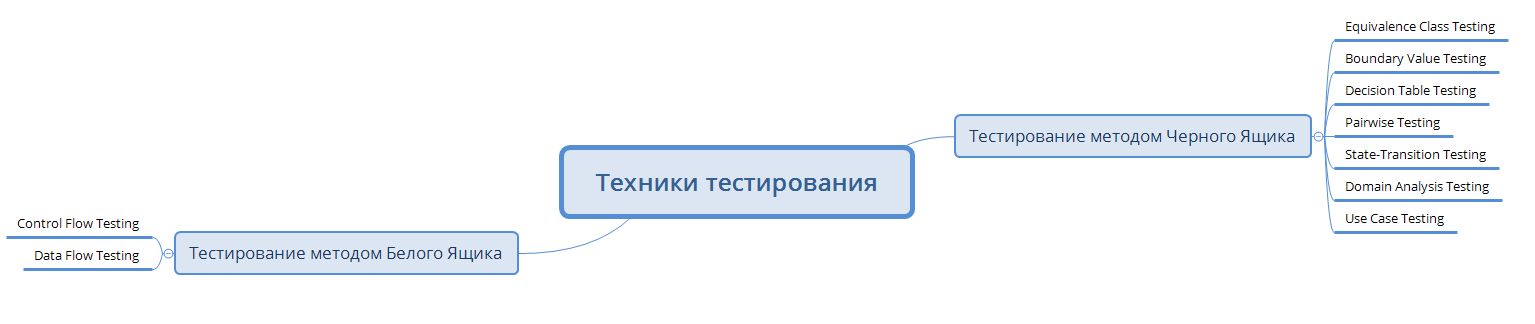 Техники тестирования
Тестирование методом Черного Ящика
Equivalence Class Testing
Boundary Value Testing
Decision Table Testing
Pairwise Testing
State-Transition Testing
Domain Analysis Testing
Use Case Testing
Тестирование методом Белого Ящика
Control Flow Testing
Data Flow Testing